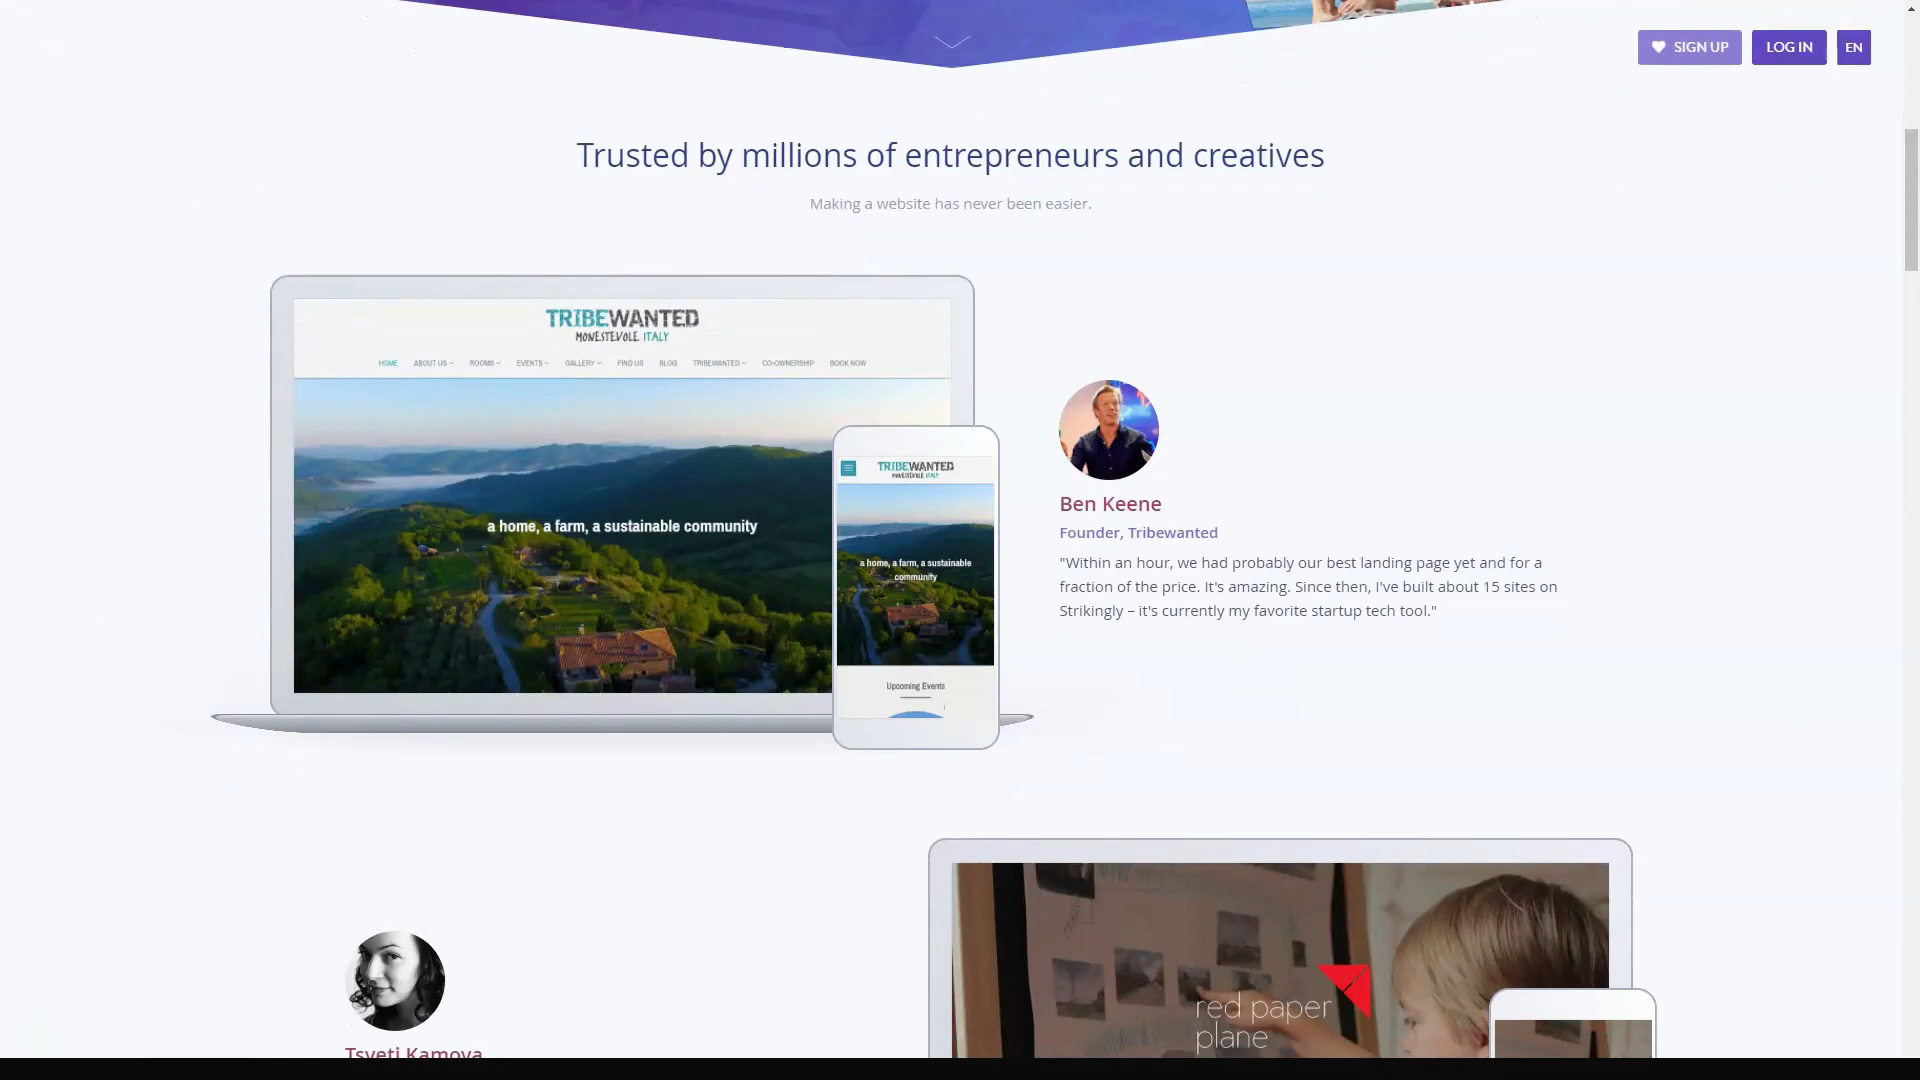 SIGN UP
LOG IN
EN
Trusted by millions of entrepreneurs and creatives
Making a website has never been easier.
TRIBEWANTED
MONESTEVOLE ITALY
HOME ABOUT US ROOMS EVENTS GALLERY FIND US BLOG TRIBEWANTED CO-OWNERSHIP BOOK NOW
a home, a farm, a sustainable community
TRIBEWANTED
MONESTEVOLE ITALY
a home, a farm, a sustainable
community
Upcoming Events
Ben Keene
Founder, Tribewanted
"Within an hour, we had probably our best landing page yet and for a
fraction of the price. It's amazing. Since then, I've built about 15 sites on
Strikingly – it's currently my favorite startup tech tool."
Tsveti Kamova
red paper
plane